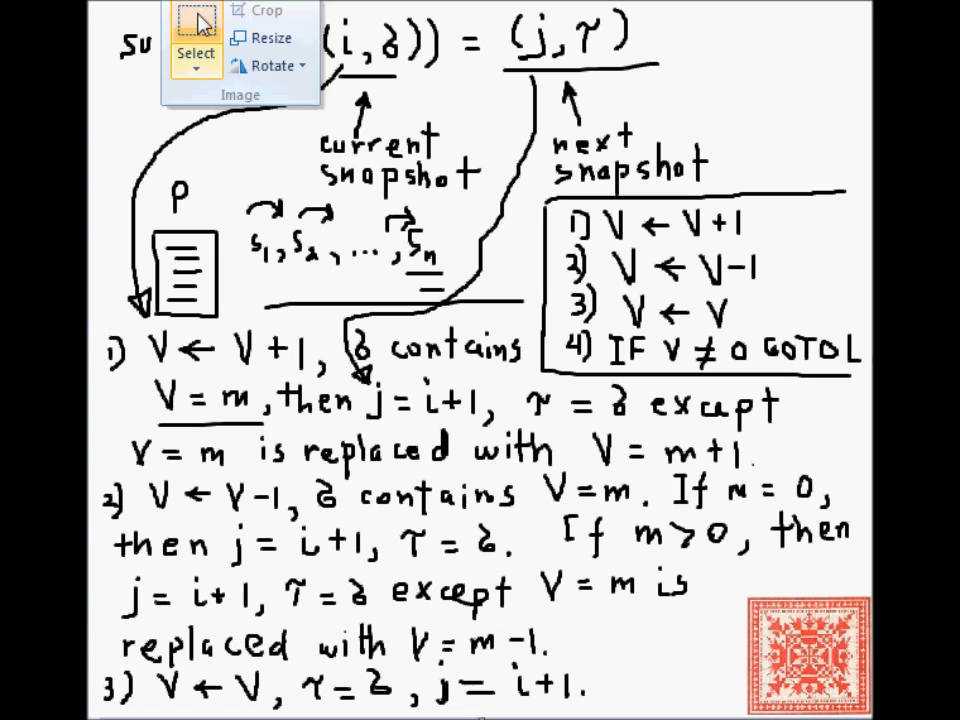 Crop
Resize
Select
Rotate
Image
(i, δ)) = (j, τ)
current snapshot
next snapshot
P
s1, s2, ..., sn
1) V ← V+1
2) V ← V-1
3) V ← V
4) IF V ≠ 0 GOTO L
1) V ← V+1, δ contains
V = m, then j = i+1, τ = δ except
V = m is replaced with V = m+1.
2) V ← V-1, δ contains V = m. If m = 0,
then j = i+1, τ = δ. If m > 0, then
j = i+1, τ = δ except V = m is
replaced with V = m-1.
3) V ← V, τ = δ, j = i+1.